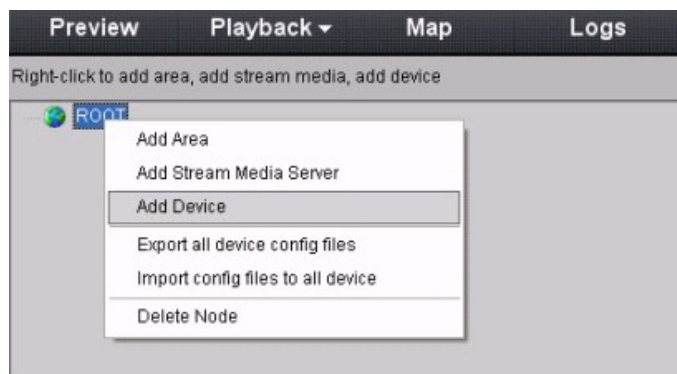 Preview Playback Map Logs
Right-click to add area, add stream media, add device
ROOT
Add Area
Add Stream Media Server
Add Device
Export all device config files
Import config files to all device
Delete Node